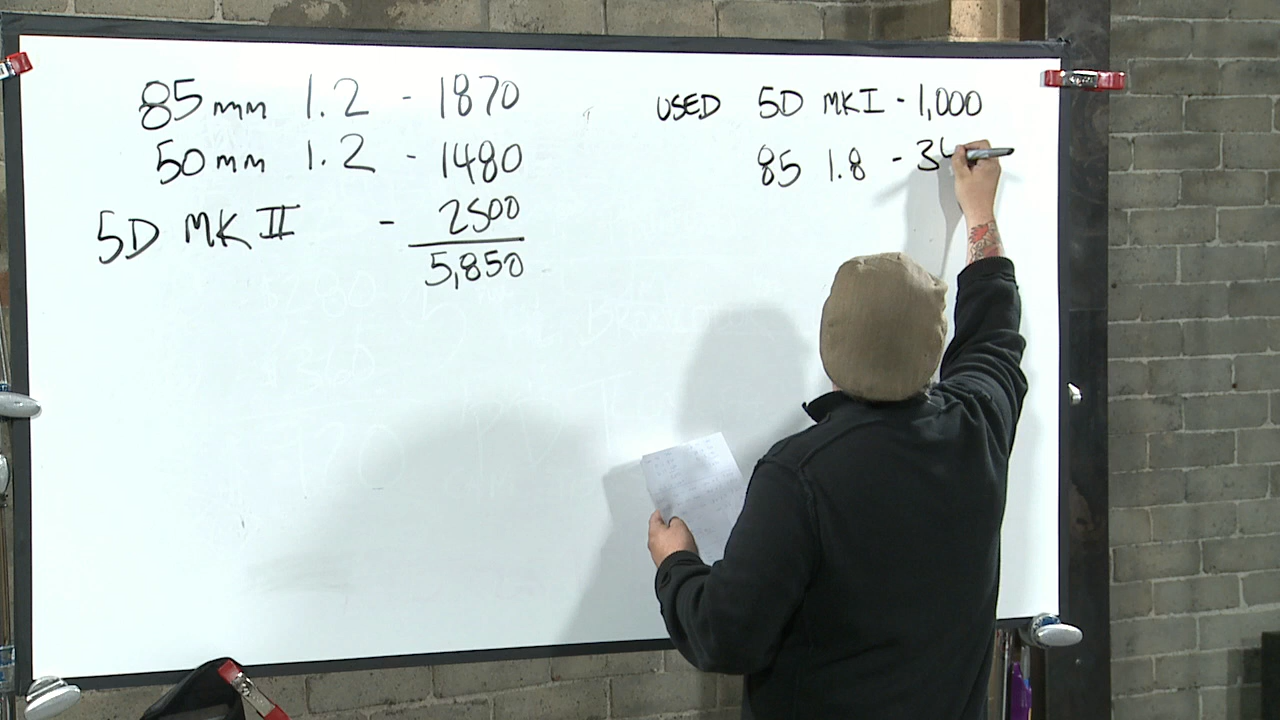 85mm 1.2 - 1870
50mm 1.2 - 1480
5D MK II - 2500
5,850
USED 5D MKI - 1,000
85 1.8 - 34